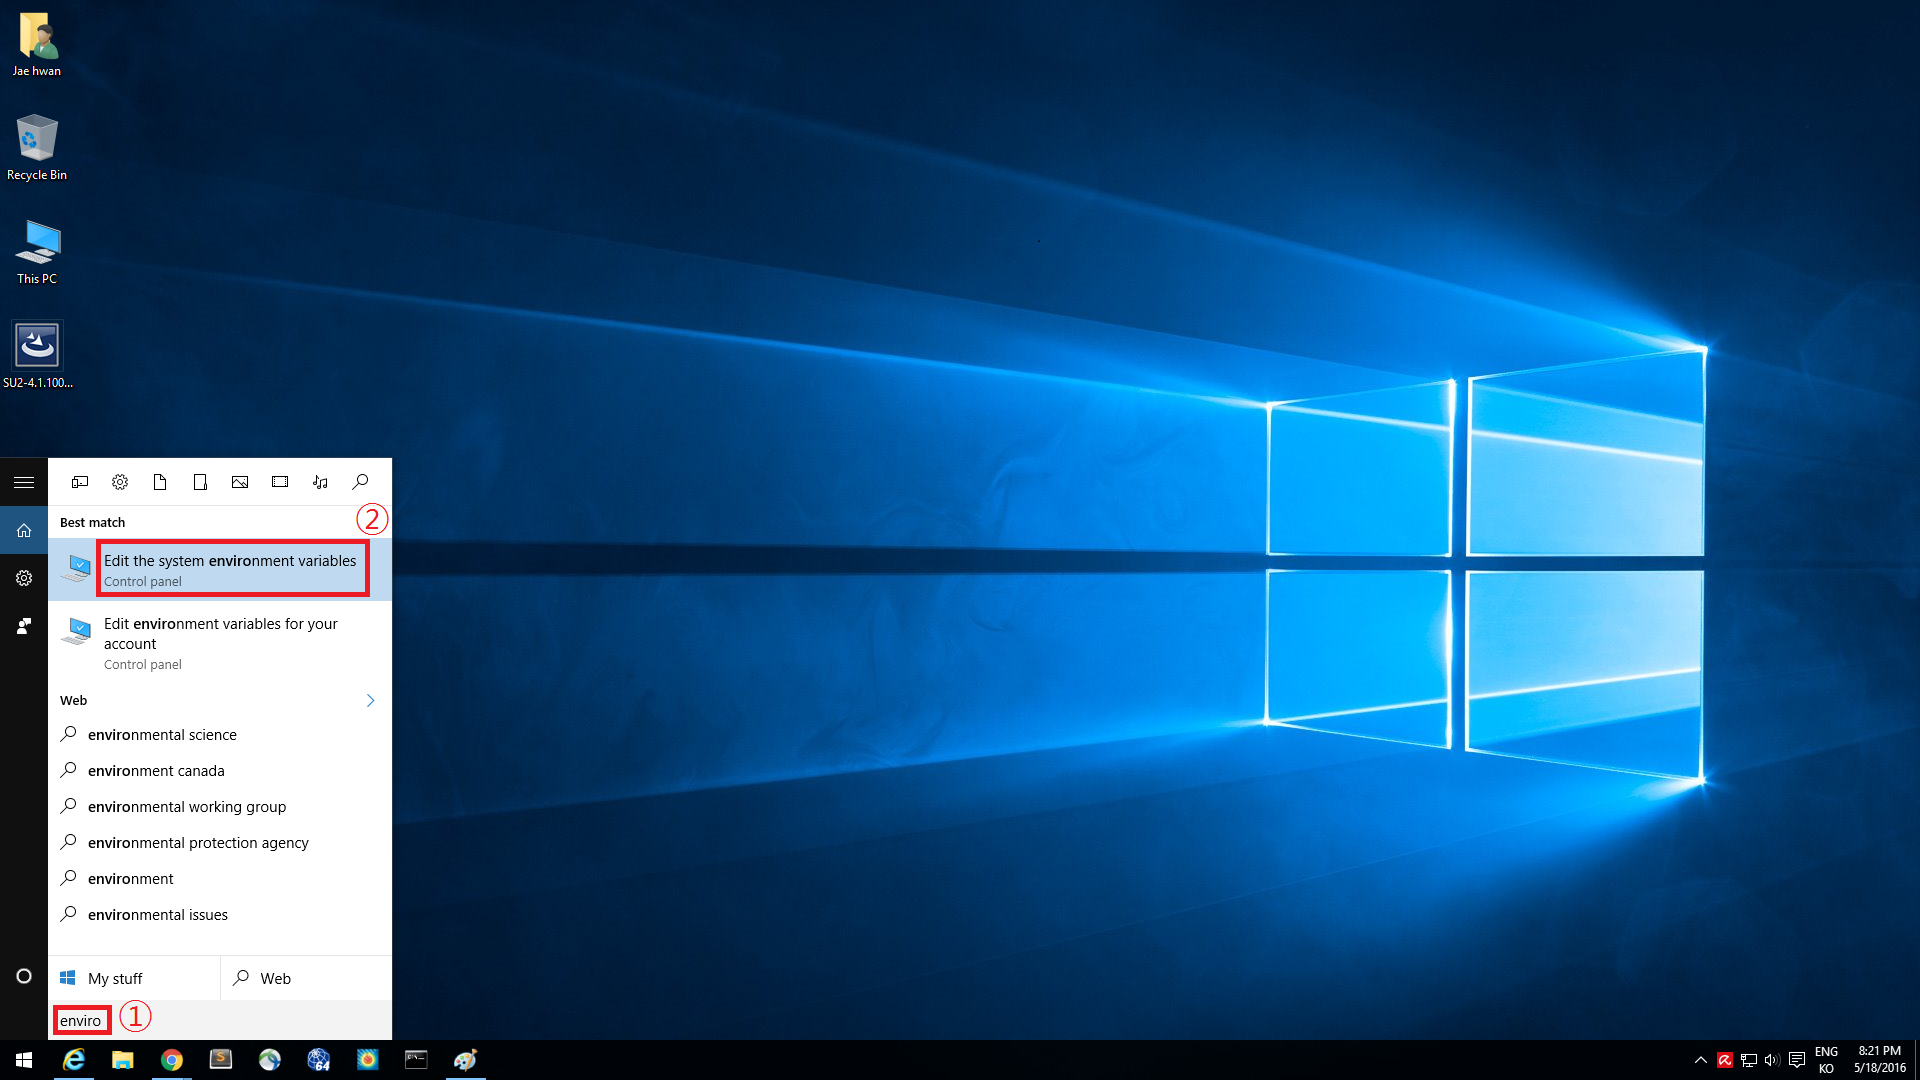 Jae hwan
Recycle Bin
This PC
SU2-4.1.100...
Best match
②
Edit the system environment variables
Control panel
Edit environment variables for your
account
Control panel
Web
environmental science
environment canada
environmental working group
environmental protection agency
environment
environmental issues
My stuff
Web
enviro
①
64
ENG
KO
8:21 PM
5/18/2016